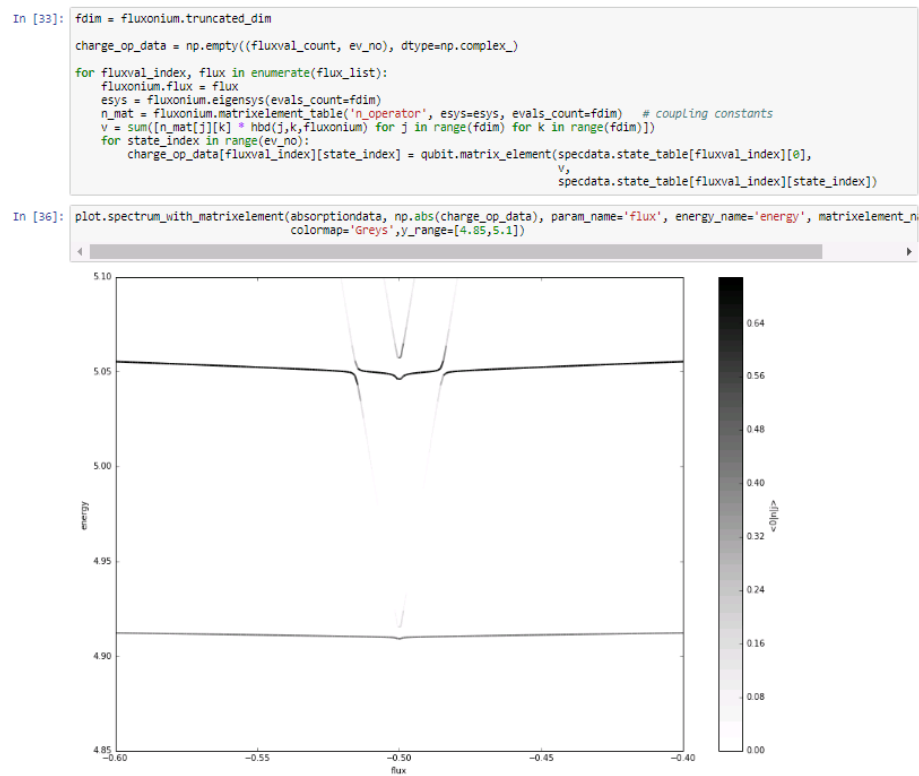 In [33]: fdim = fluxonium.truncated_dim
charge_op_data = np.empty((fluxval_count, ev_no), dtype=np.complex_)
for fluxval_index, flux in enumerate(flux_list):
fluxonium.flux = flux
esys = fluxonium.eigensys(evals_count=fdim)
n_mat = fluxonium.matrixelement_table('n_operator', esys=esys, evals_count=fdim)   # coupling constants
v = sum([n_mat[j][k] * hbd(j,k,fluxonium) for j in range(fdim) for k in range(fdim)])
for state_index in range(ev_no):
charge_op_data[fluxval_index][state_index] = qubit.matrix_element(specdata.state_table[fluxval_index][0],
v,
specdata.state_table[fluxval_index][state_index])
In [36]: plot.spectrum_with_matrixelement(absorptiondata, np.abs(charge_op_data), param_name='flux', energy_name='energy', matrixelement_n
colormap='Greys',y_range=[4.85,5.1])
5.10
5.05
5.00
4.95
4.90
4.85
energy
−0.60
−0.55
−0.50
−0.45
−0.40
flux
0.64
0.56
0.48
0.40
0.32
0.24
0.16
0.08
0.00
<0|n|j>